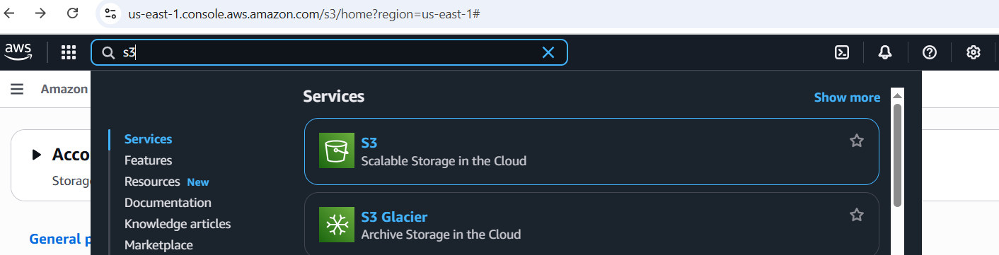 us-east-1.console.aws.amazon.com/s3/home?region=us-east-1#
aws
s3
Amazon
Services
Show more
Acco
Storag
General p
Services
Features
Resources New
Documentation
Knowledge articles
Marketplace
S3
Scalable Storage in the Cloud
S3 Glacier
Archive Storage in the Cloud